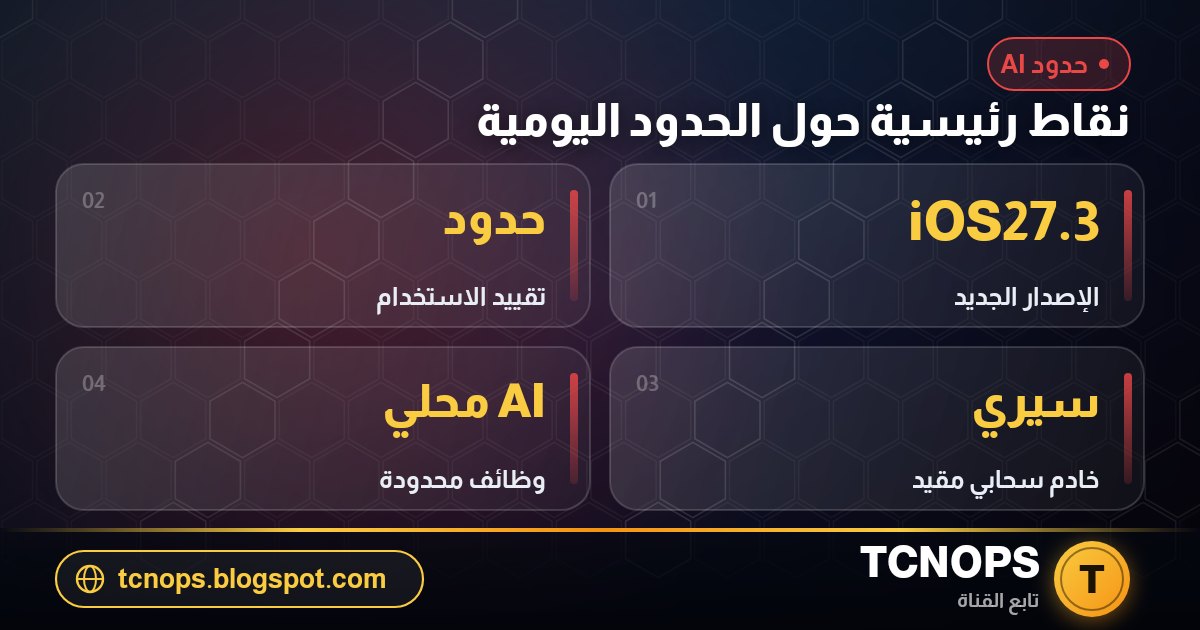 حدود AI
نقاط رئيسية حول الحدود اليومية
01
iOS27.3
الإصدار الجديد
02
حدود
تقييد الاستخدام
03
سيري
خادم سحابي مقيد
04
AI محلي
وظائف محدودة
T
TCNOPS
تابع القناة
tcnops.blogspot.com